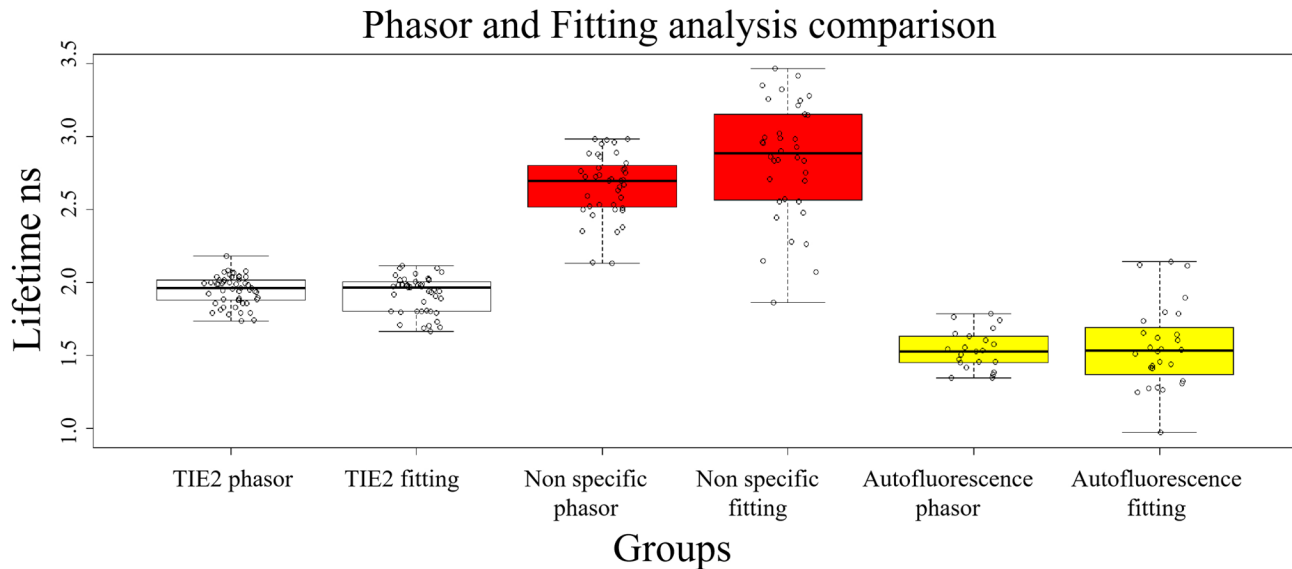 Phasor and Fitting analysis comparison
Lifetime ns
3.5
3.0
2.5
2.0
1.5
1.0
TIE2 phasor
TIE2 fitting
Non specific
phasor
Non specific
fitting
Autofluorescence
phasor
Autofluorescence
fitting
Groups